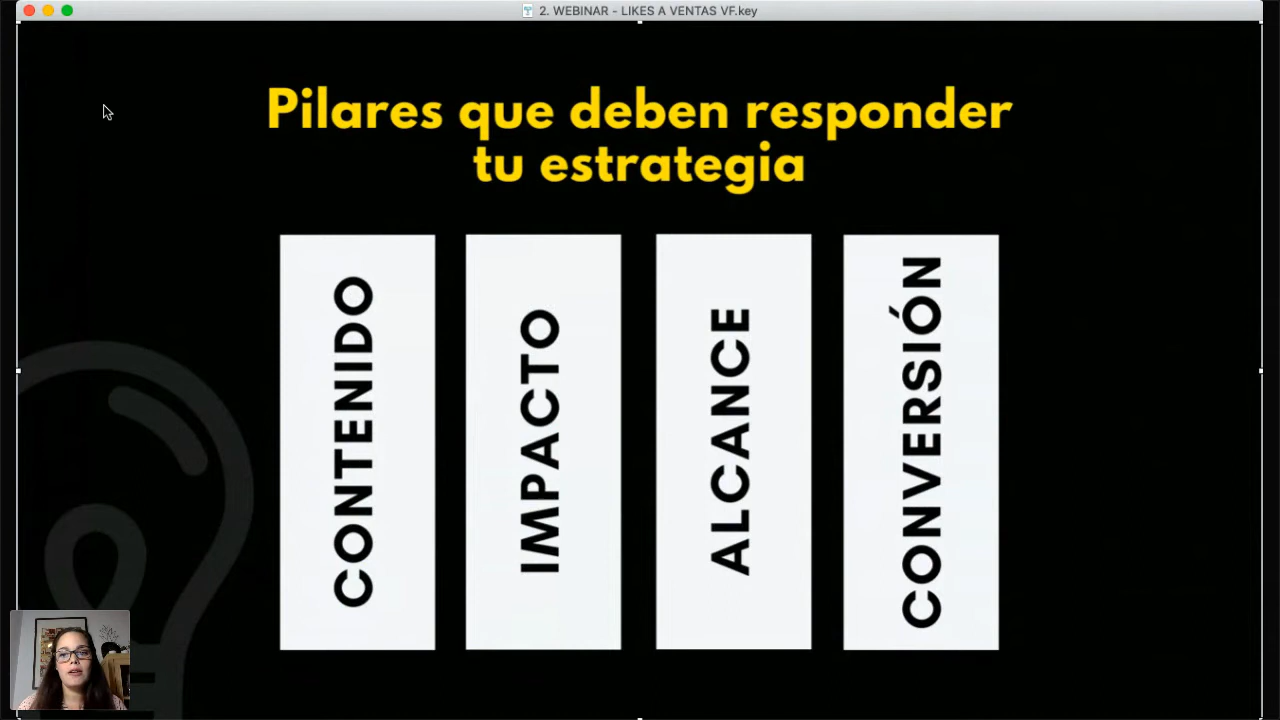 2. WEBINAR - LIKES A VENTAS VF.key
Pilares que deben responder
tu estrategia
CONTENIDO
IMPACTO
ALCANCE
CONVERSIÓN